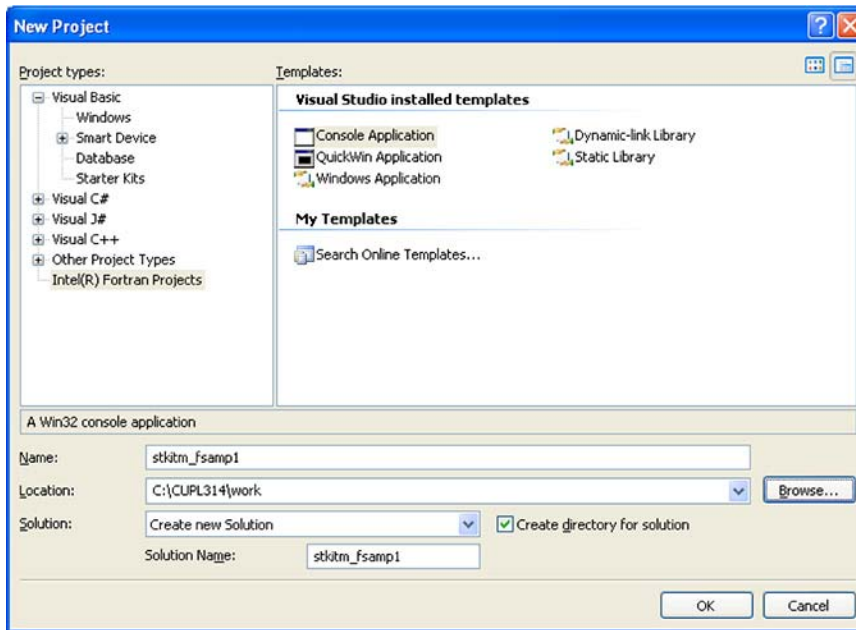 New Project
Project types:
Templates:
Visual Basic
Windows
Smart Device
Database
Starter Kits
Visual C#
Visual J#
Visual C++
Other Project Types
Intel(R) Fortran Projects
Visual Studio installed templates
Console Application
Dynamic-link Library
QuickWin Application
Static Library
Windows Application
My Templates
Search Online Templates...
A Win32 console application
Name:
stkitm_fsamp1
Location:
C:\CUPL314\work
Browse...
Solution:
Create new Solution
Create directory for solution
Solution Name:
stkitm_fsamp1
OK
Cancel